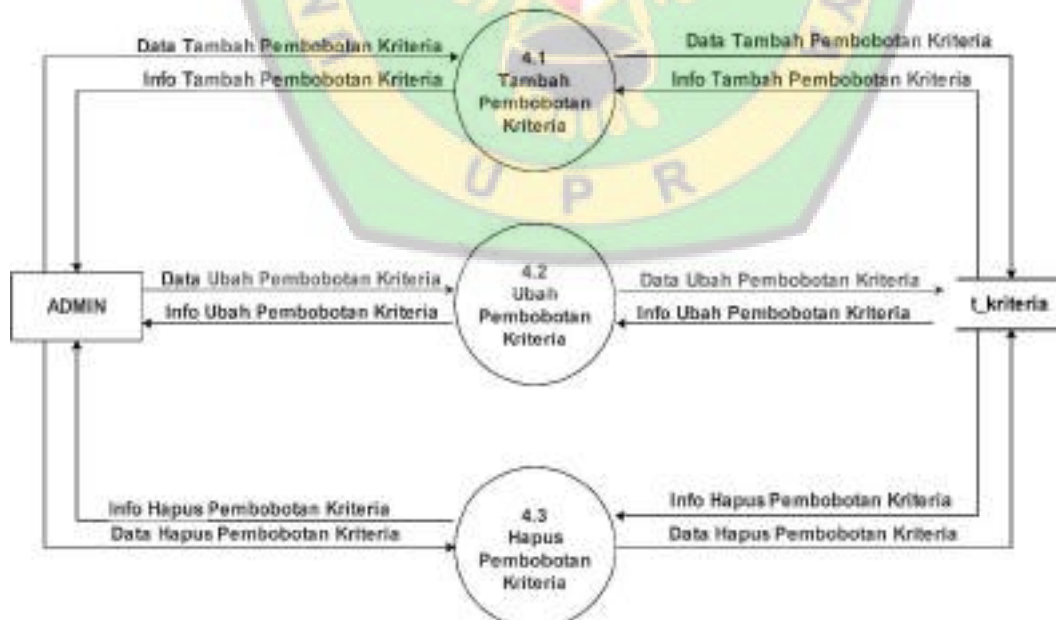 Data Tambah Pembobotan Kriteria
Info Tambah Pembobotan Kriteria
4.1
Tambah
Pembobotan
Kriteria
Data Tambah Pembobotan Kriteria
Info Tambah Pembobotan Kriteria
U P R
ADMIN
Data Ubah Pembobotan Kriteria
Info Ubah Pembobotan Kriteria
4.2
Ubah
Pembobotan
Kriteria
Data Ubah Pembobotan Kriteria
Info Ubah Pembobotan Kriteria
t_kriteria
Info Hapus Pembobotan Kriteria
Data Hapus Pembobotan Kriteria
4.3
Hapus
Pembobotan
Kriteria
Info Hapus Pembobotan Kriteria
Data Hapus Pembobotan Kriteria